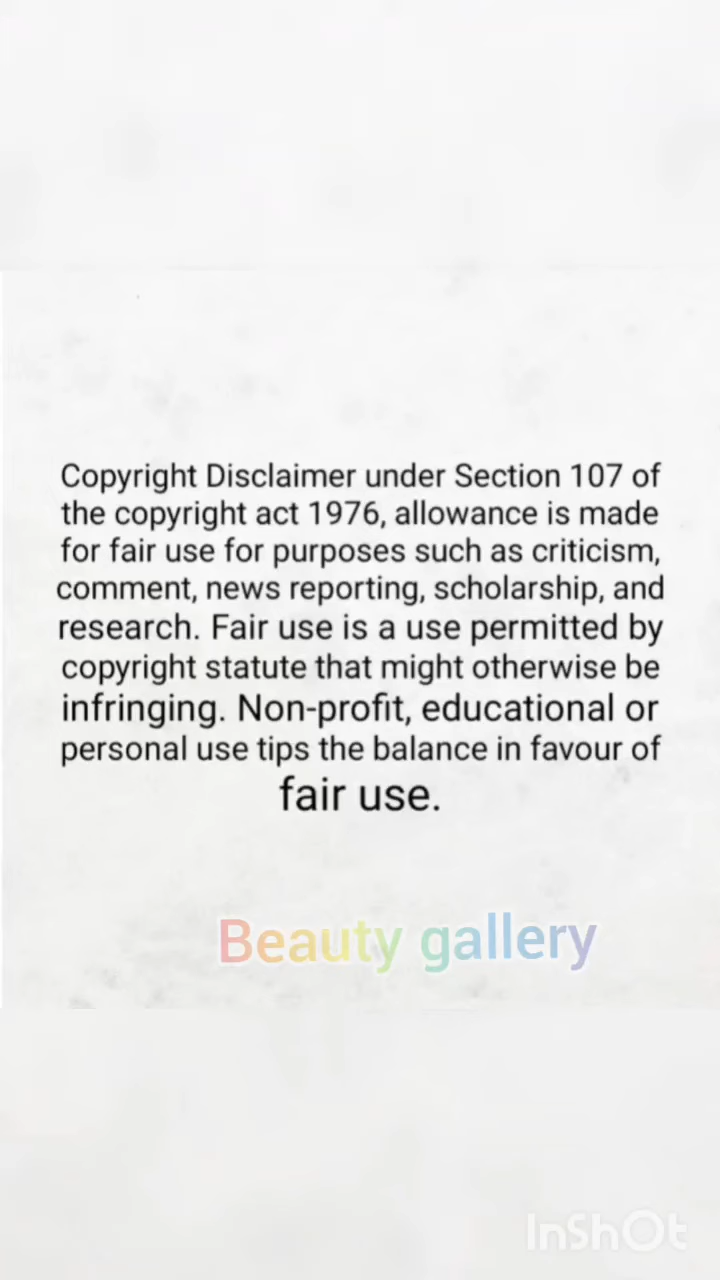 Copyright Disclaimer under Section 107 of
the copyright act 1976, allowance is made
for fair use for purposes such as criticism,
comment, news reporting, scholarship, and
research. Fair use is a use permitted by
copyright statute that might otherwise be
infringing. Non-profit, educational or
personal use tips the balance in favour of
fair use.
Beauty gallery
InShOt